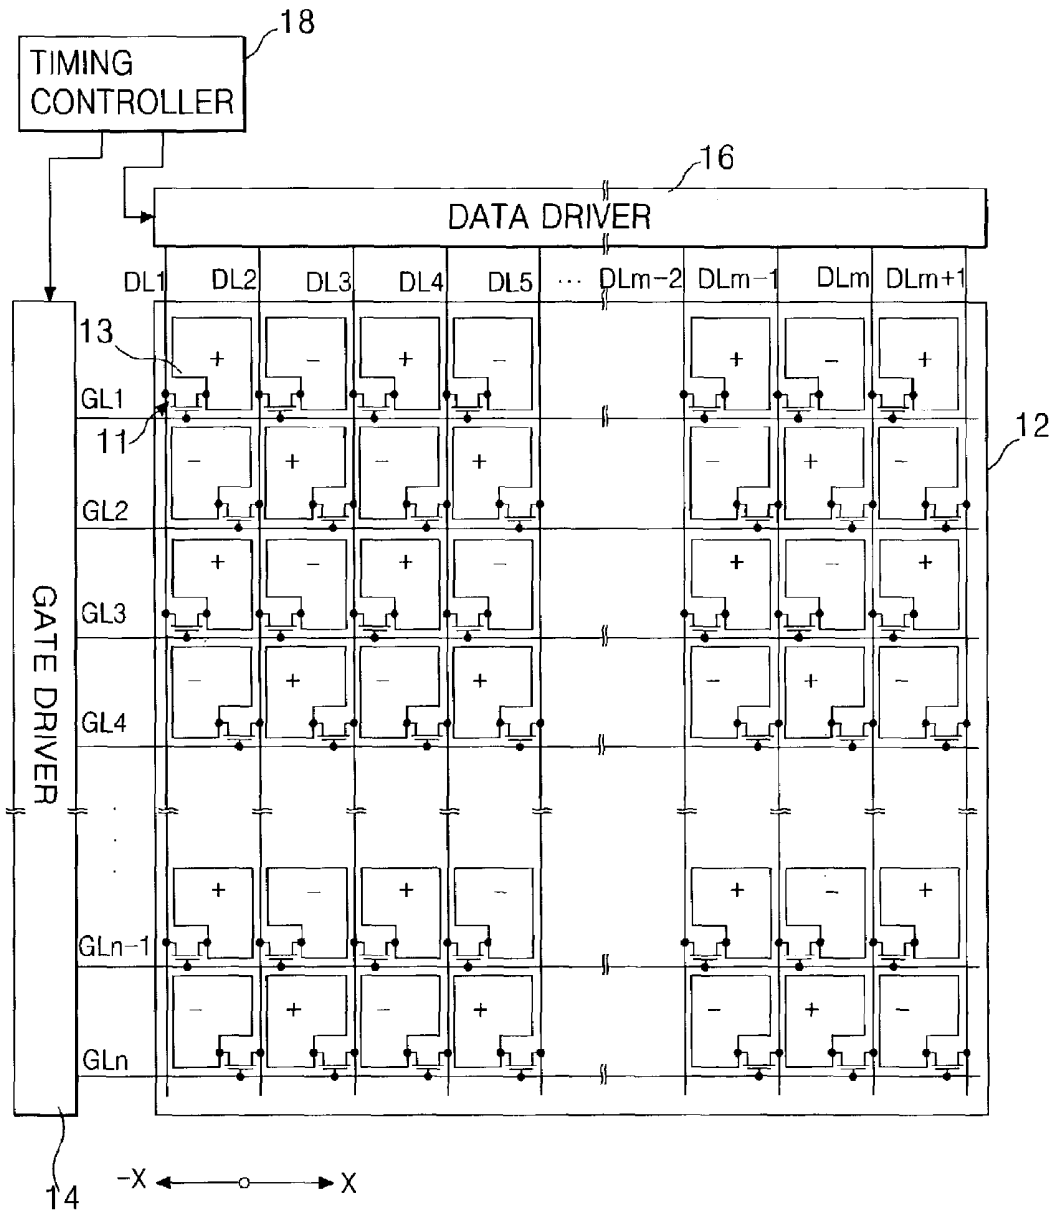 18
TIMING
CONTROLLER
16
DATA DRIVER
DL1 DL2 DL3 DL4 DL5 ... DLm-2 DLm-1 DLm DLm+1
13
+ - + - + - +
GL1
11
12
- + - + - + -
GL2
+ - + - + - +
GL3
- + - + - + -
GL4
GATE DRIVER
+ - + - + - +
GLn-1
- + - + - + -
GLn
14
-X X